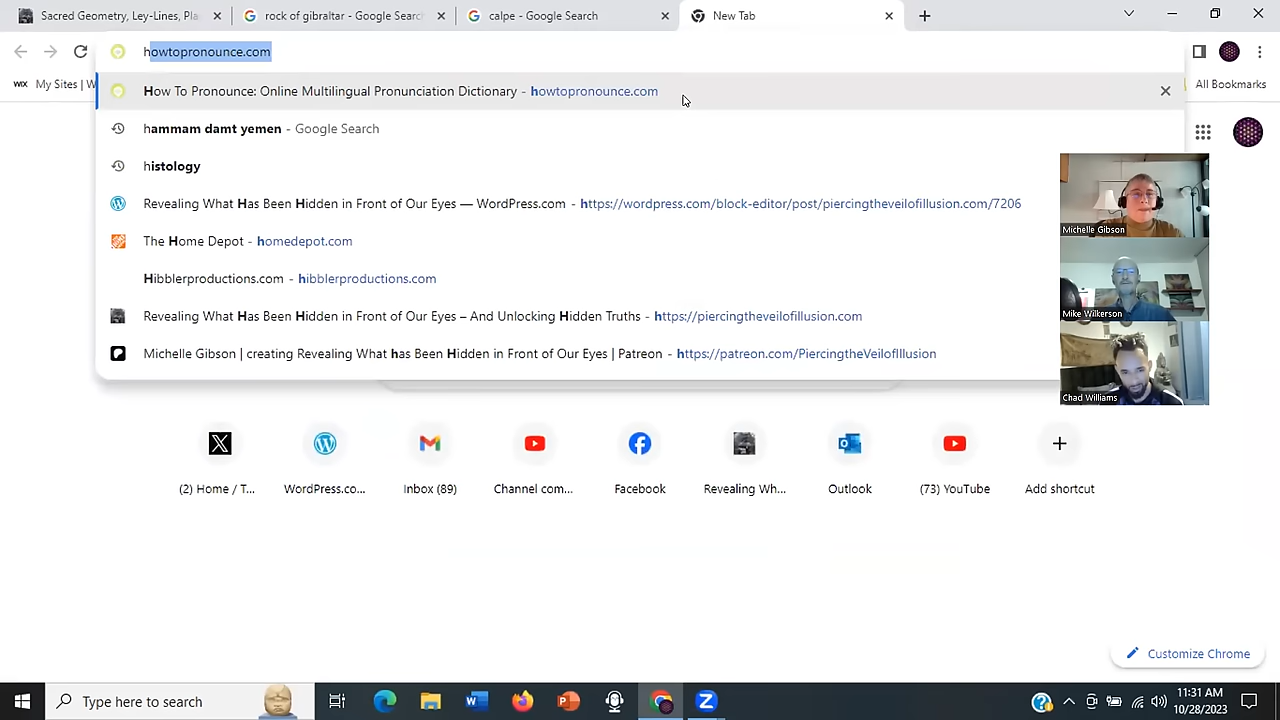 Sacred Geometry, Ley-Lines, Pla
rock of gibraltar - Google Searc
calpe - Google Search
New Tab
howtopronounce.com
WIX My Sites | W
All Bookmarks
How To Pronounce: Online Multilingual Pronunciation Dictionary - howtopronounce.com
hammam damt yemen - Google Search
histology
Revealing What Has Been Hidden in Front of Our Eyes — WordPress.com - https://wordpress.com/block-editor/post/piercingtheveilofillusion.com/7206
The Home Depot - homedepot.com
Hibblerproductions.com - hibblerproductions.com
Revealing What Has Been Hidden in Front of Our Eyes – And Unlocking Hidden Truths - https://piercingtheveilofillusion.com
Michelle Gibson | creating Revealing What has Been Hidden in Front of Our Eyes | Patreon - https://patreon.com/PiercingtheVeilofIllusion
Michelle Gibson
Mike Wilkerson
Chad Williams
(2) Home / T...
WordPress.co...
Inbox (89)
Channel com...
Facebook
Revealing Wh...
Outlook
(73) YouTube
Add shortcut
Customize Chrome
Type here to search
11:31 AM
10/28/2023